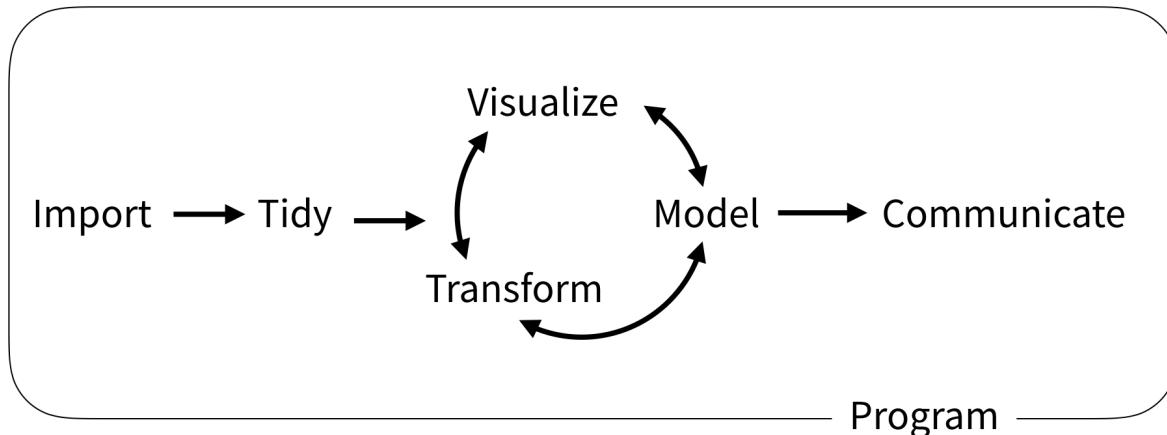 Visualize
Import
Tidy
Model
Communicate
Transform
Program